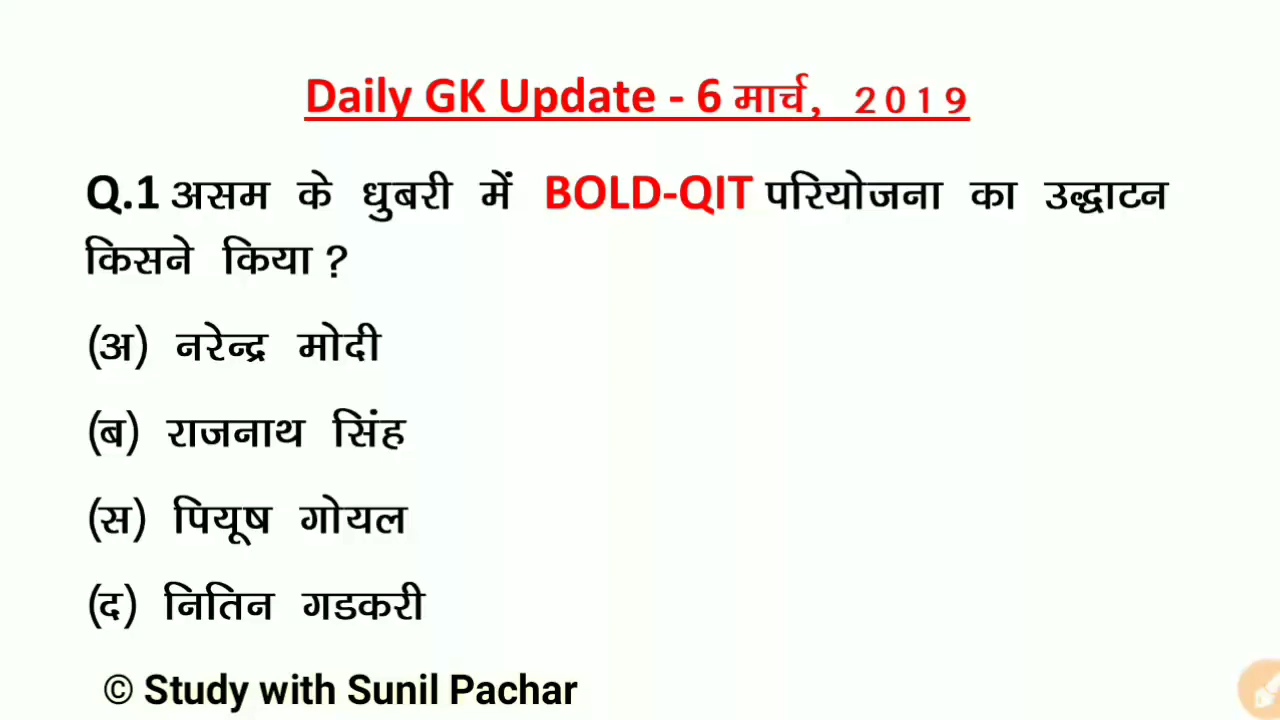 Daily GK Update - 6 मार्च, 2019
Q.1 असम के धुबरी में BOLD-QIT परियोजना का उद्घाटन
किसने किया ?
(अ) नरेन्द्र मोदी
(ब) राजनाथ सिंह
(स) पियूष गोयल
(द) नितिन गडकरी
© Study with Sunil Pachar